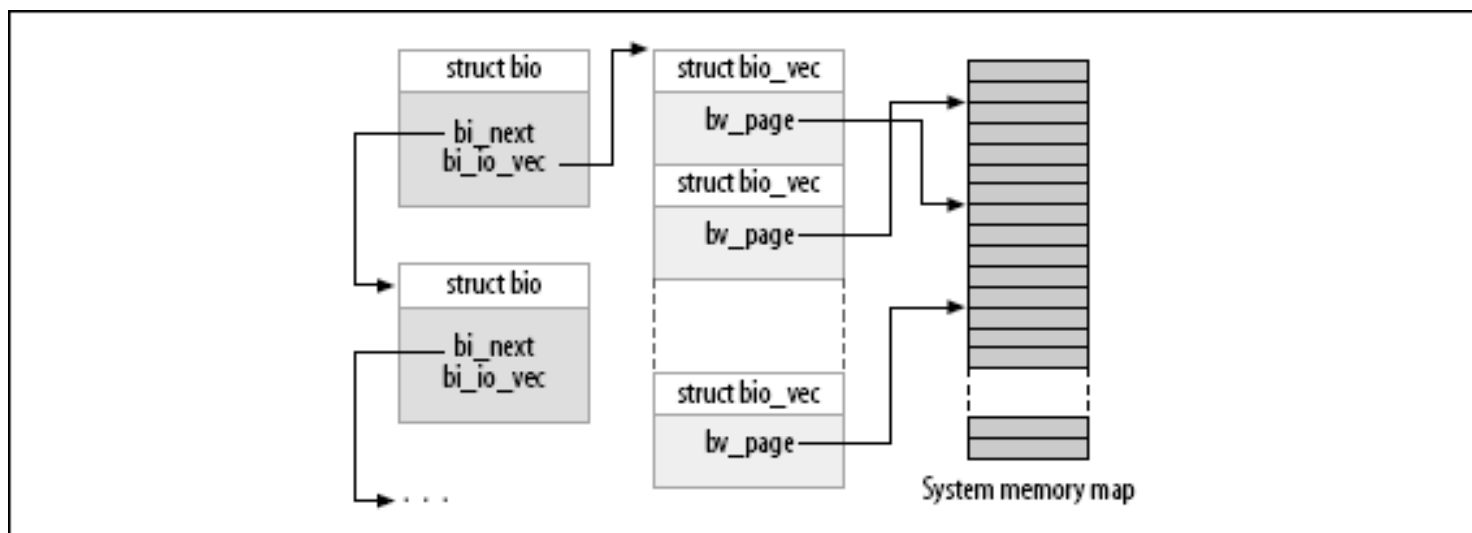 struct bio
bi_next
bi_io_vec
struct bio
bi_next
bi_io_vec
. . .
struct bio_vec
bv_page
struct bio_vec
bv_page
struct bio_vec
bv_page
System memory map